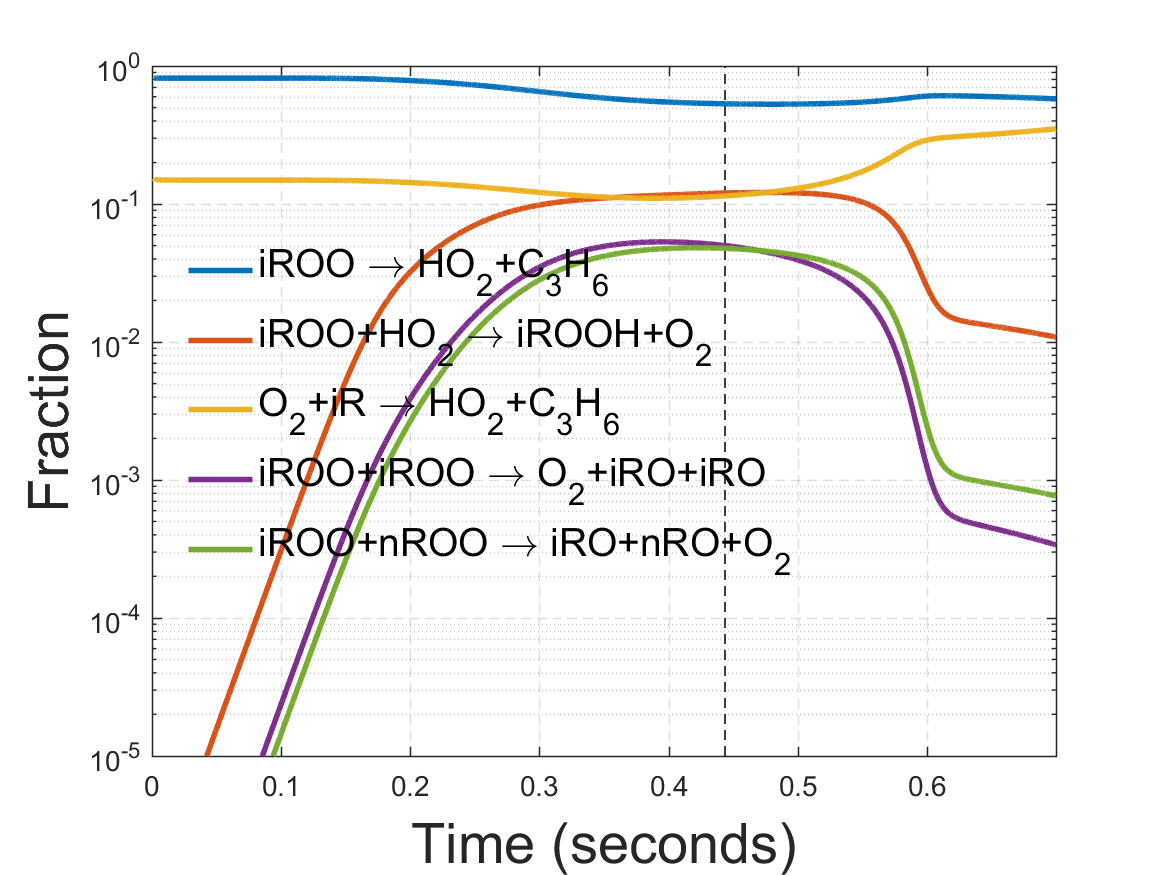 10⁰
10⁻¹
10⁻²
10⁻³
10⁻⁴
10⁻⁵
Fraction
iROO → HO₂+C₃H₆
iROO+HO₂ → iROOH+O₂
O₂+iR → HO₂+C₃H₆
iROO+iROO → O₂+iRO+iRO
iROO+nROO → iRO+nRO+O₂
0 0.1 0.2 0.3 0.4 0.5 0.6
Time (seconds)